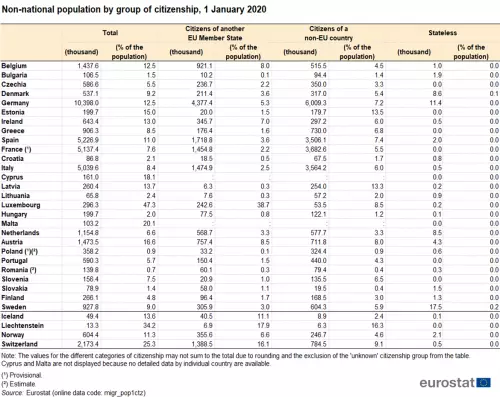 Non-national population by group of citizenship, 1 January 2020
Total Citizens of another EU Member State Citizens of a non-EU country Stateless
(thousand) (% of the population) (thousand) (% of the population) (thousand) (% of the population) (thousand) (% of the population)
Belgium 1,437.6 12.5 921.1 8.0 515.5 4.5 1.0 0.0
Bulgaria 106.5 1.5 10.2 0.1 94.4 1.4 1.9 0.0
Czechia 586.6 5.5 236.7 2.2 350.0 3.3 0.0 0.0
Denmark 537.1 9.2 211.4 3.6 317.0 5.4 8.6 0.1
Germany 10,398.0 12.5 4,377.4 5.3 6,009.3 7.2 11.4 0.0
Estonia 199.7 15.0 20.0 1.5 179.7 13.5 0.0 0.0
Ireland 643.4 13.0 345.7 7.0 297.2 6.0 0.5 0.0
Greece 906.3 8.5 176.4 1.6 730.0 6.8 0.0 0.0
Spain 5,226.9 11.0 1,718.8 3.6 3,506.1 7.4 2.0 0.0
France (¹) 5,137.4 7.6 1,454.8 2.2 3,682.6 5.5 0.0 0.0
Croatia 86.8 2.1 18.5 0.5 67.5 1.7 0.8 0.0
Italy 5,039.6 8.4 1,474.9 2.5 3,564.2 6.0 0.5 0.0
Cyprus 161.0 18.1 : : : : : :
Latvia 260.4 13.7 6.3 0.3 254.0 13.3 0.2 0.0
Lithuania 65.8 2.4 7.6 0.3 57.2 2.0 0.9 0.0
Luxembourg 296.3 47.3 242.6 38.7 53.5 8.5 0.2 0.0
Hungary 199.7 2.0 77.5 0.8 122.1 1.2 0.1 0.0
Malta 103.2 20.1 : : : : : :
Netherlands 1,154.8 6.6 568.7 3.3 577.7 3.3 8.5 0.0
Austria 1,473.5 16.6 757.4 8.5 711.8 8.0 4.3 0.0
Poland (¹)(²) 358.2 0.9 33.2 0.1 324.4 0.9 0.6 0.0
Portugal 590.3 5.7 150.4 1.5 440.0 4.3 0.0 0.0
Romania (²) 139.8 0.7 60.1 0.3 79.4 0.4 0.3 0.0
Slovenia 156.4 7.5 20.9 1.0 135.5 6.5 0.0 0.0
Slovakia 78.9 1.4 58.0 1.1 19.5 0.4 1.5 0.0
Finland 266.1 4.8 96.4 1.7 168.5 3.0 1.3 0.0
Sweden 927.8 9.0 305.9 3.0 604.3 5.9 17.5 0.2
Iceland 49.4 13.6 40.5 11.1 8.9 2.4 0.1 0.0
Liechtenstein 13.3 34.2 6.9 17.9 6.3 16.3 0.0 0.0
Norway 604.4 11.3 355.6 6.6 246.7 4.6 2.1 0.0
Switzerland 2,173.4 25.3 1,388.5 16.1 784.5 9.1 0.5 0.0
Note: The values for the different categories of citizenship may not sum to the total due to rounding and the exclusion of the 'unknown' citizenship group from the table.
Cyprus and Malta are not displayed because no detailed data by individual country are available.
(¹) Provisional.
(²) Estimate.
Source: Eurostat (online data code: migr_pop1ctz)
eurostat